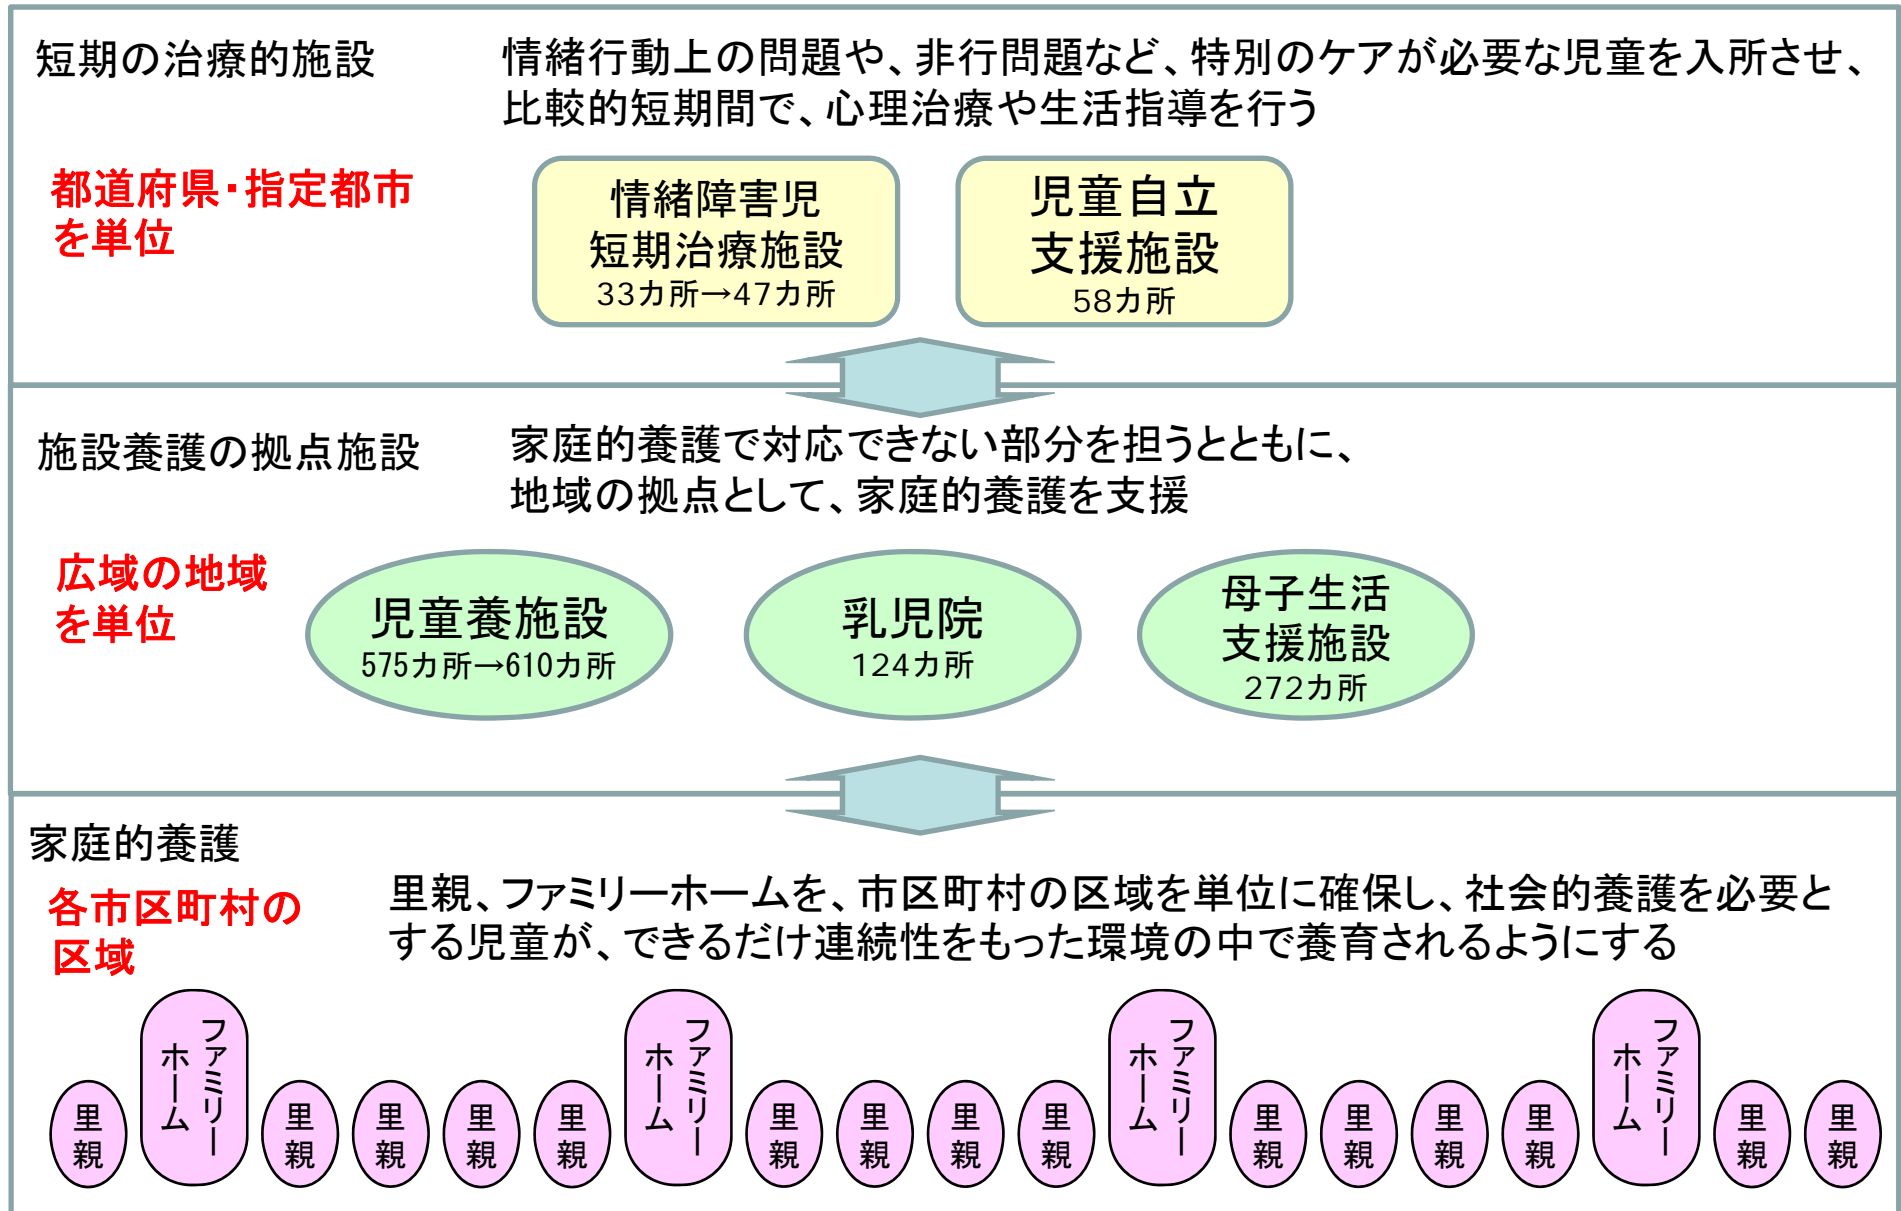 短期の治療的施設
情緒行動上の問題や、非行問題など、特別のケアが必要な児童を入所させ、
比較的短期間で、心理治療や生活指導を行う
都道府県・指定都市
を単位
情緒障害児
短期治療施設
33カ所→47カ所
児童自立
支援施設
58カ所
施設養護の拠点施設
家庭的養護で対応できない部分を担うとともに、
地域の拠点として、家庭的養護を支援
広域の地域
を単位
児童養施設
575カ所→610カ所
乳児院
124カ所
母子生活
支援施設
272カ所
家庭的養護
各市区町村の
区域
里親、ファミリーホームを、市区町村の区域を単位に確保し、社会的養護を必要と
する児童が、できるだけ連続性をもった環境の中で養育されるようにする
里親
ファミリー
ホーム
里親
里親
里親
里親
ファミリー
ホーム
里親
里親
里親
里親
ファミリー
ホーム
里親
里親
里親
里親
ファミリー
ホーム
里親
里親